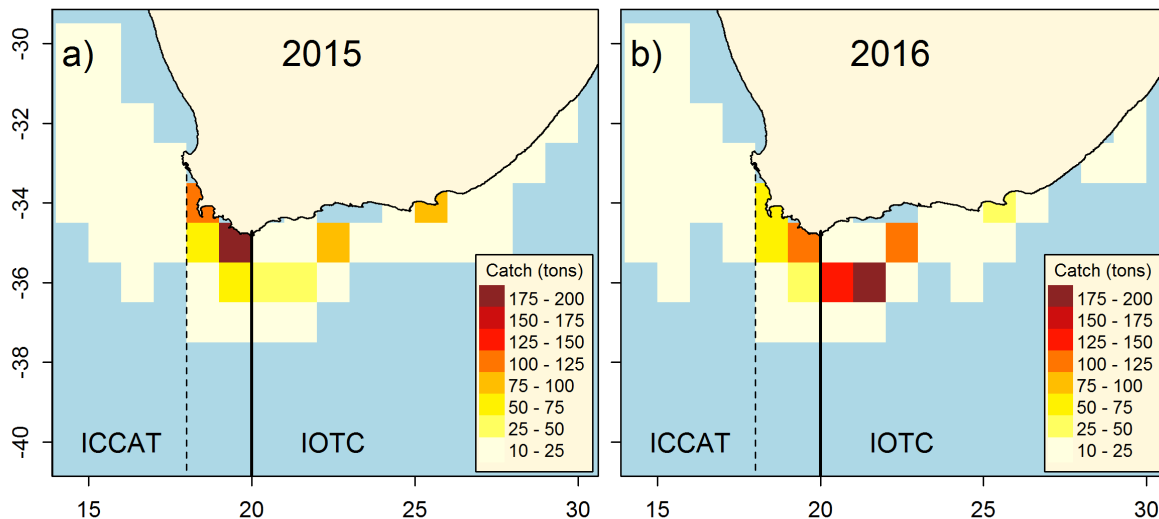 a) 2015
b) 2016
-30
-32
-34
-36
-38
-40
ICCAT IOTC
Catch (tons)
175 - 200
150 - 175
125 - 150
100 - 125
75 - 100
50 - 75
25 - 50
10 - 25
15 20 25 30
ICCAT IOTC
Catch (tons)
175 - 200
150 - 175
125 - 150
100 - 125
75 - 100
50 - 75
25 - 50
10 - 25
15 20 25 30